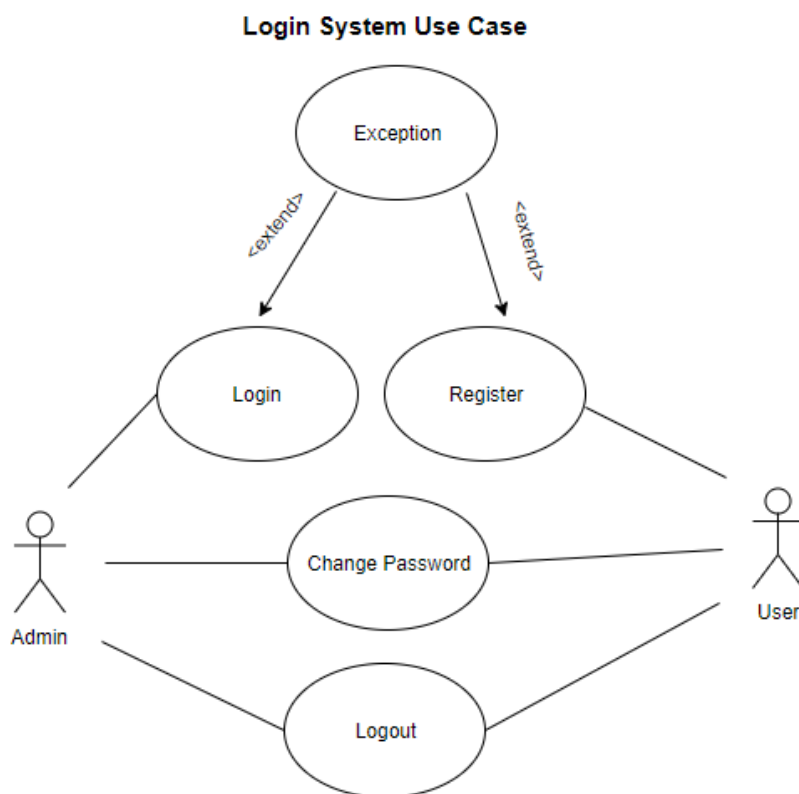 Login System Use Case
Exception
<extend>
<extend>
Login
Register
Change Password
Admin
User
Logout